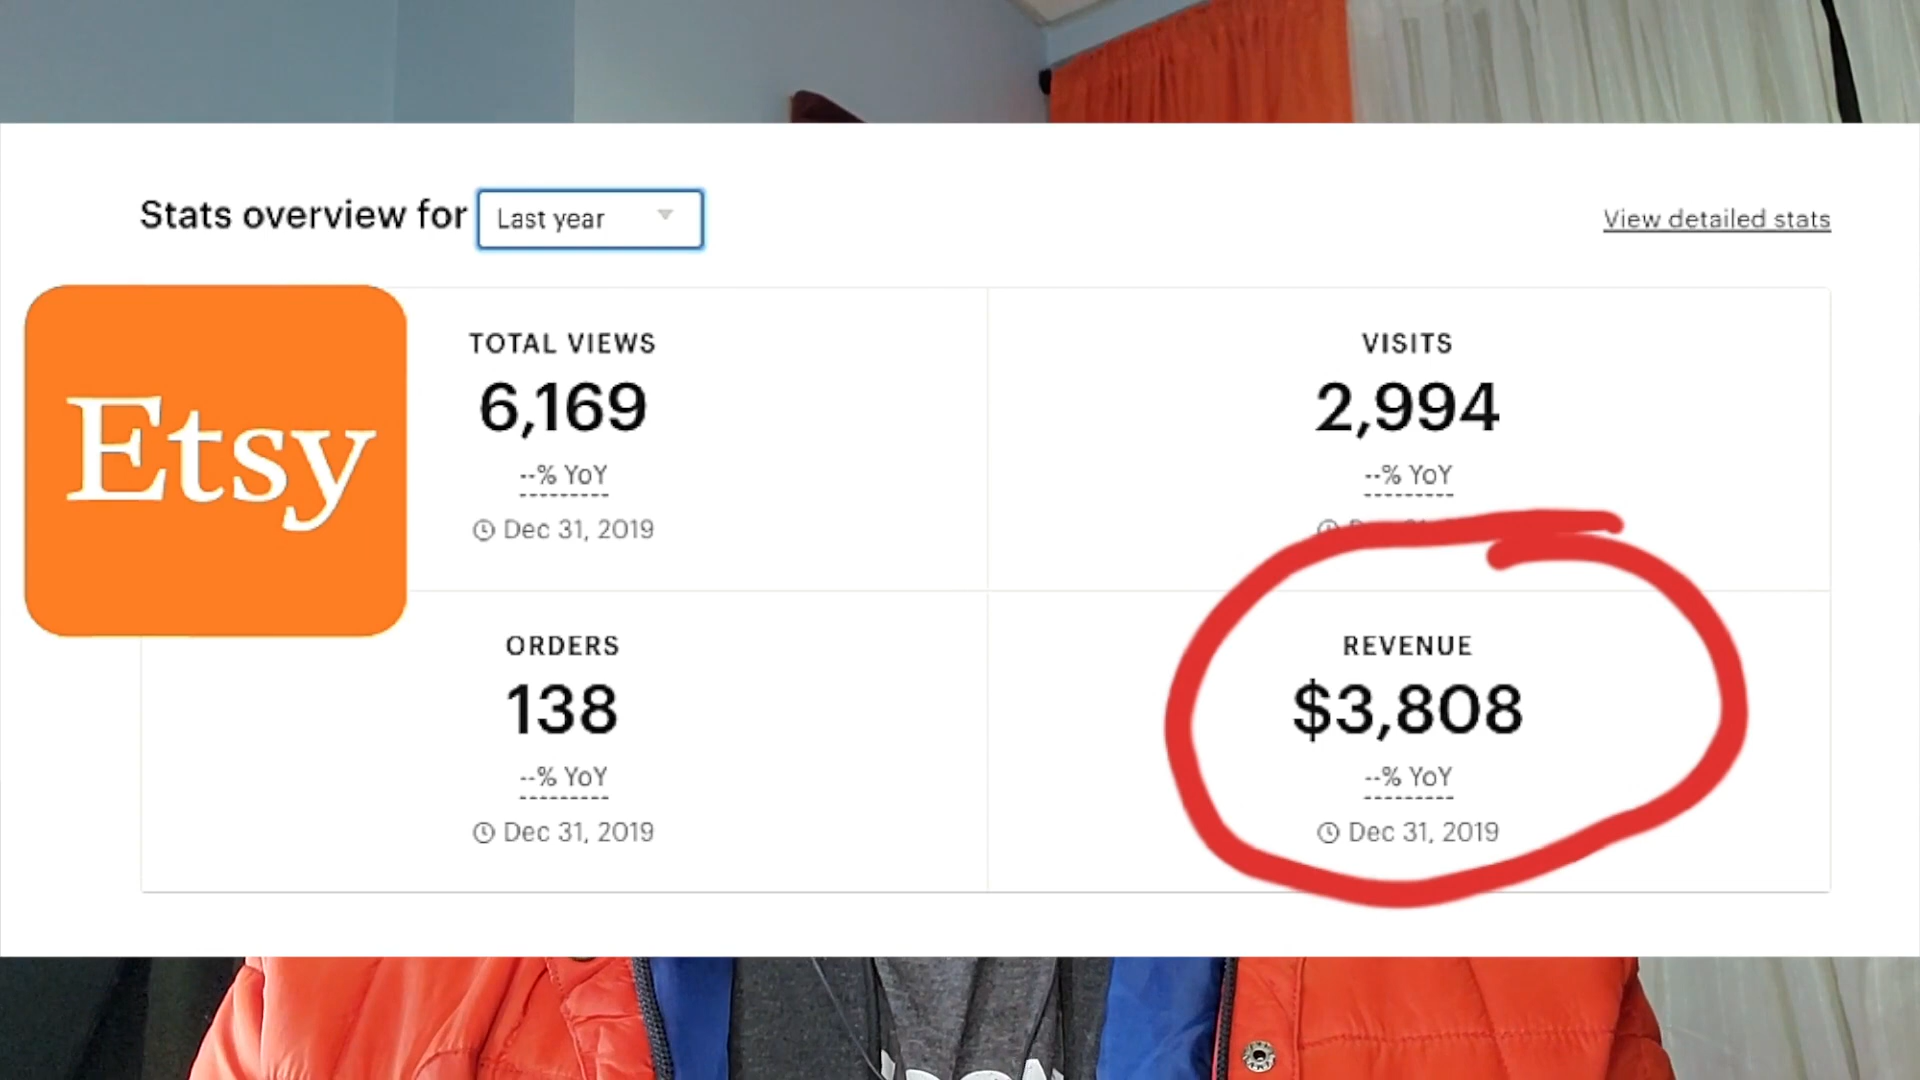 Stats overview for Last year
View detailed stats
Etsy
TOTAL VIEWS
6,169
--% YoY
Dec 31, 2019
VISITS
2,994
--% YoY
ORDERS
138
--% YoY
Dec 31, 2019
REVENUE
$3,808
--% YoY
Dec 31, 2019